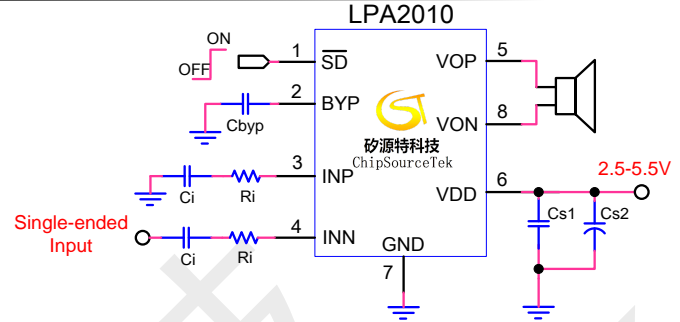 LPA2010
ON
OFF
1
SD
2
BYP
Cbyp
3
INP
Ci
Ri
Single-ended
Input
4
INN
Ci
Ri
VOP
5
VON
8
矽源特科技
ChipSourceTek
VDD
6
2.5-5.5V
Cs1
Cs2
GND
7